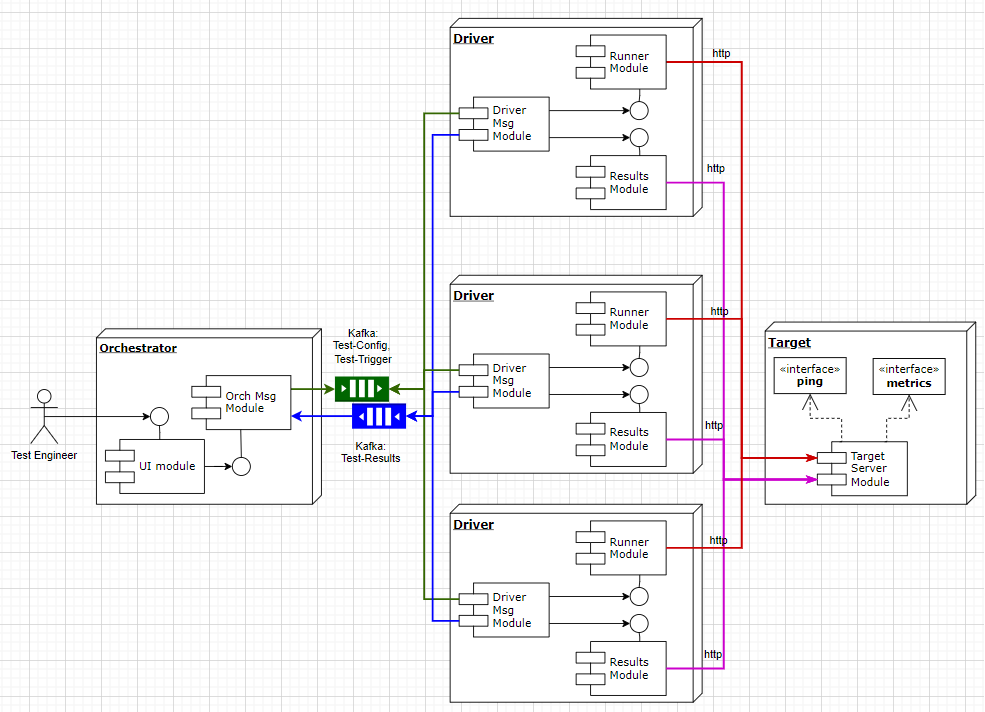 Driver
Runner
Module
http
Driver
Msg
Module
http
Results
Module
Driver
Runner
Module
http
Driver
Msg
Module
http
Results
Module
Orchestrator
Kafka:
Test-Config,
Test-Trigger
Orch Msg
Module
Kafka:
Test-Results
Test Engineer
UI module
Target
«interface»
ping
«interface»
metrics
Target
Server
Module
Driver
Runner
Module
http
Driver
Msg
Module
http
Results
Module